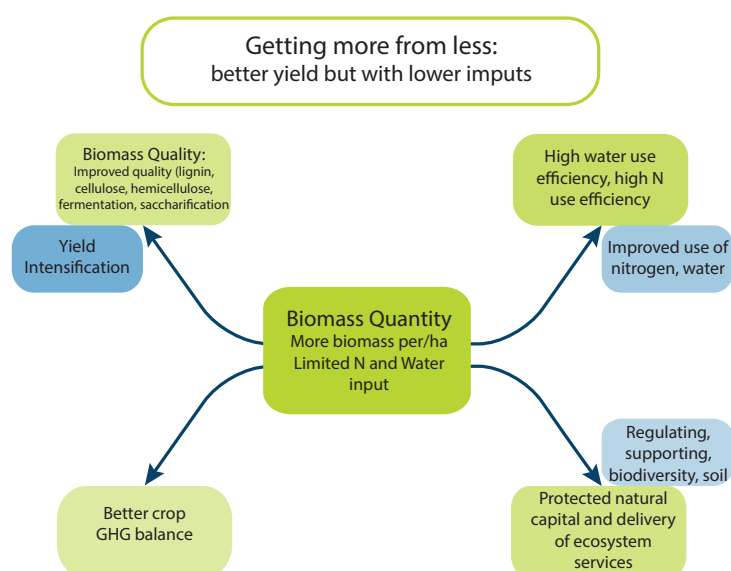 Getting more from less:
better yield but with lower imputs
Biomass Quality:
Improved quality (lignin,
cellulose, hemicellulose,
fermentation, saccharification
Yield
Intensification
High water use
efficiency, high N
use efficiency
Improved use of
nitrogen, water
Biomass Quantity
More biomass per/ha
Limited N and Water
input
Better crop
GHG balance
Regulating,
supporting,
biodiversity, soil
Protected natural
capital and delivery
of ecosystem
services